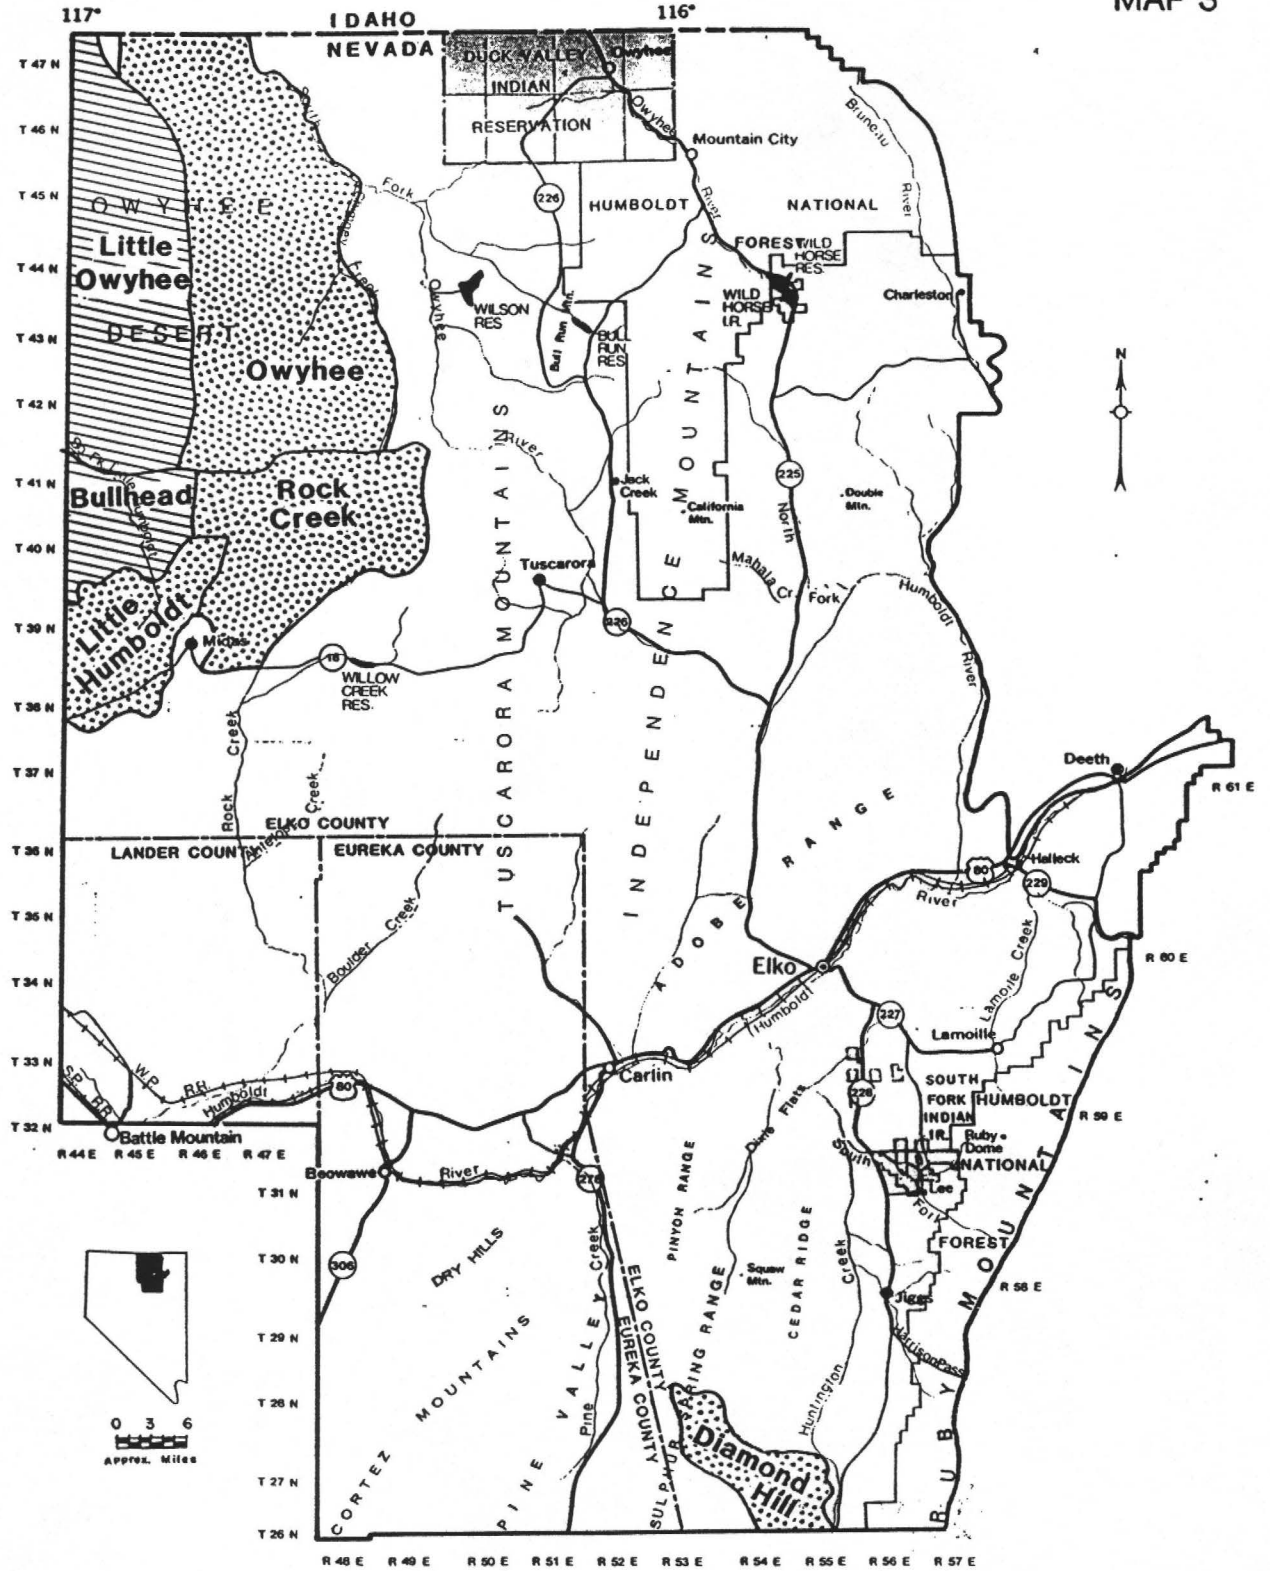 MAP 3
117°
116°
IDAHO
NEVADA
DUCK VALLEY
INDIAN
RESERVATION
Owyhee
T 47 N
T 46 N
T 45 N
T 44 N
T 43 N
T 42 N
T 41 N
T 40 N
T 39 N
T 38 N
T 37 N
T 36 N
T 35 N
T 34 N
T 33 N
T 32 N
Owyhee
River
Mountain City
Bruneau
River
Fork
226
HUMBOLDT
NATIONAL
FOREST
OWYHEE
DESERT
Little
Owyhee
Owyhee
Owyhee
River
WILSON
RES
Bull Run Mtn.
BULL
RUN
RES
WILD
HORSE
RES.
WILD
HORSE
I.R.
Charleston
N
Bullhead
Rock
Creek
Little
Humboldt
Jack
Creek
California
Mtn.
225
North
Fork
Double
Mtn.
Tuscarora
Mahala Cr
Humboldt
River
226
Midas
18
WILLOW
CREEK
RES.
TUSCARORA MOUNTAINS
INDEPENDENCE MOUNTAINS
Rock Creek
Antelope Creek
ELKO COUNTY
LANDER COUNTY
EUREKA COUNTY
Boulder Creek
ADOBE
RANGE
Deeth
R 61 E
Halleck
80
229
River
Elko
Humboldt
R 60 E
Lamoille Creek
227
Lamoille
W.P.
R.R.
S.P. R.R.
Humboldt
80
Carlin
Battle Mountain
R 44 E
R 45 E
R 46 E
R 47 E
Beowawe
River
278
306
228
SOUTH
FORK
INDIAN
I.R.
HUMBOLDT
NATIONAL
FOREST
R 59 E
Ruby
Dome
South
Fork
Lee
Dixie Flats
PINYON RANGE
T 31 N
T 30 N
T 29 N
T 28 N
T 27 N
T 26 N
DRY HILLS
CORTEZ MOUNTAINS
PINE VALLEY
Pine Creek
ELKO COUNTY
EUREKA COUNTY
SULPHUR SPRING RANGE
Squaw
Mtn.
CEDAR RIDGE
Huntington Creek
Jiggs
Harrison Pass
R 58 E
RUBY MOUNTAINS
Diamond
Hill
0 3 6
Approx. Miles
R 48 E
R 49 E
R 50 E
R 51 E
R 52 E
R 53 E
R 54 E
R 55 E
R 56 E
R 57 E